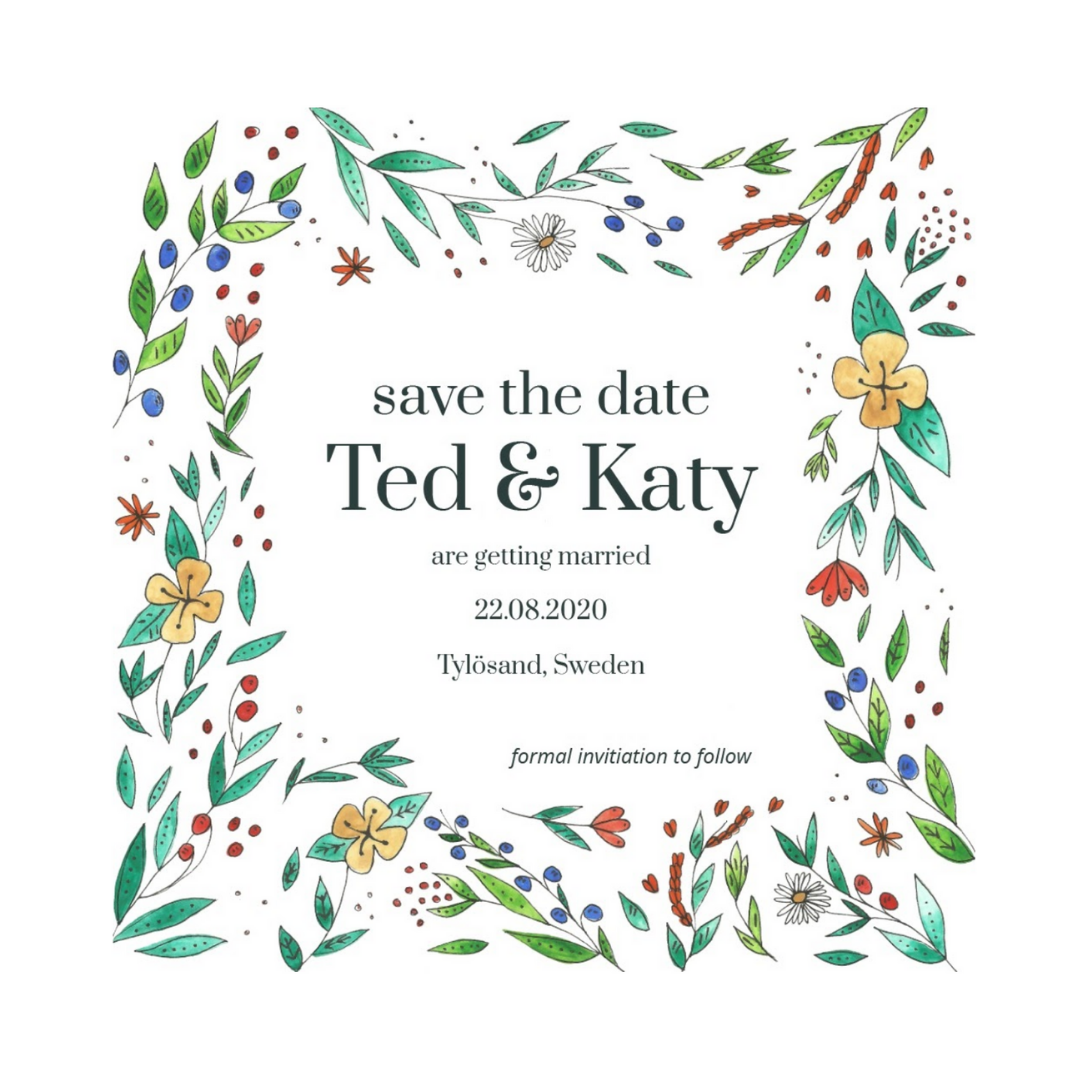 save the date
Ted & Katy
are getting married
22.08.2020
Tylösand, Sweden
formal invitiation to follow